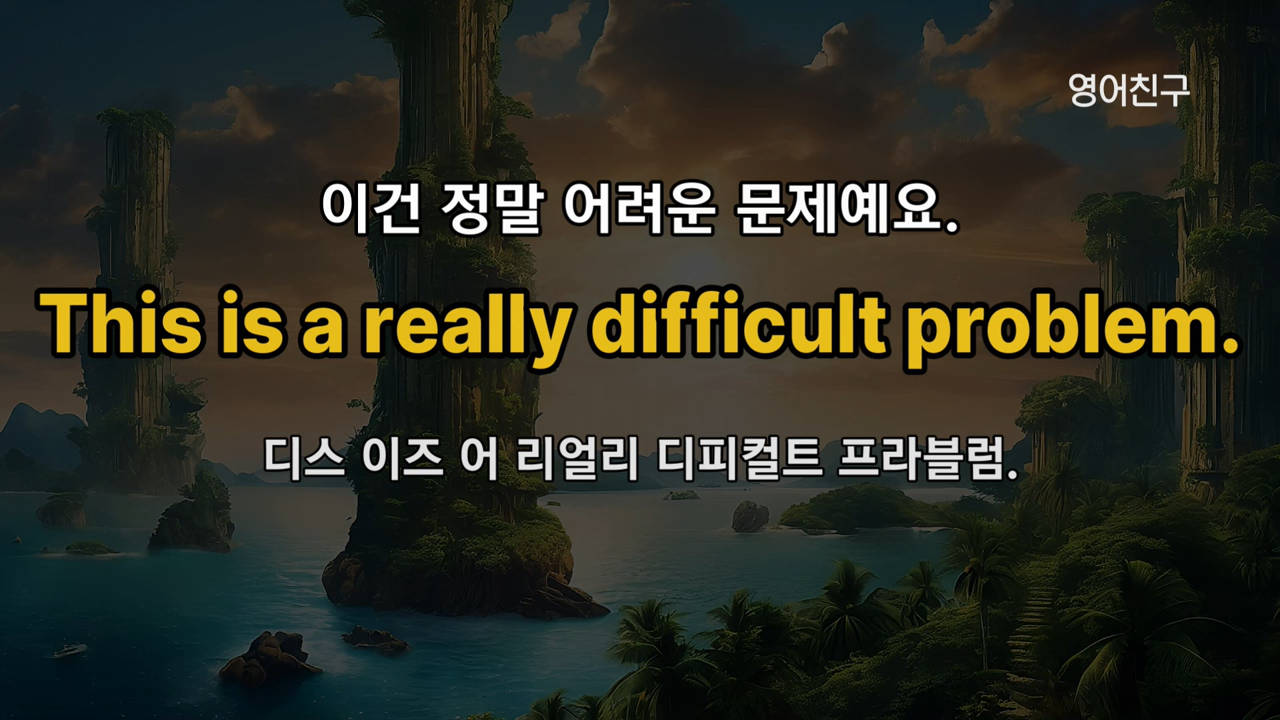 영어친구
이건 정말 어려운 문제예요.
This is a really difficult problem.
디스 이즈 어 리얼리 디피컬트 프라블럼.